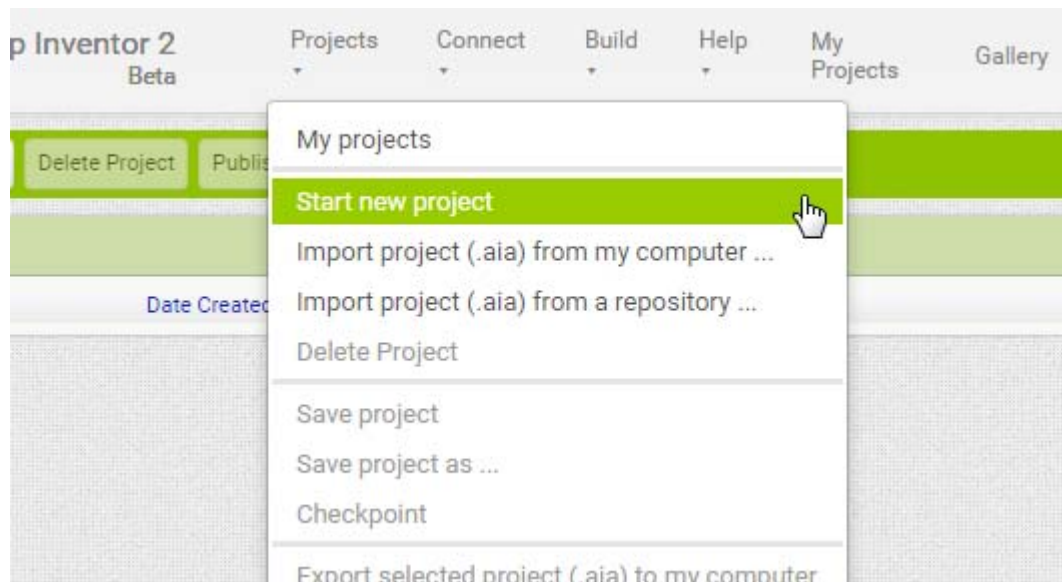 p Inventor 2
Beta
Projects Connect Build Help My Projects Gallery
Delete Project Publis
My projects
Start new project
Import project (.aia) from my computer ...
Import project (.aia) from a repository ...
Date Created
Delete Project
Save project
Save project as ...
Checkpoint
Export selected project (.aia) to my computer